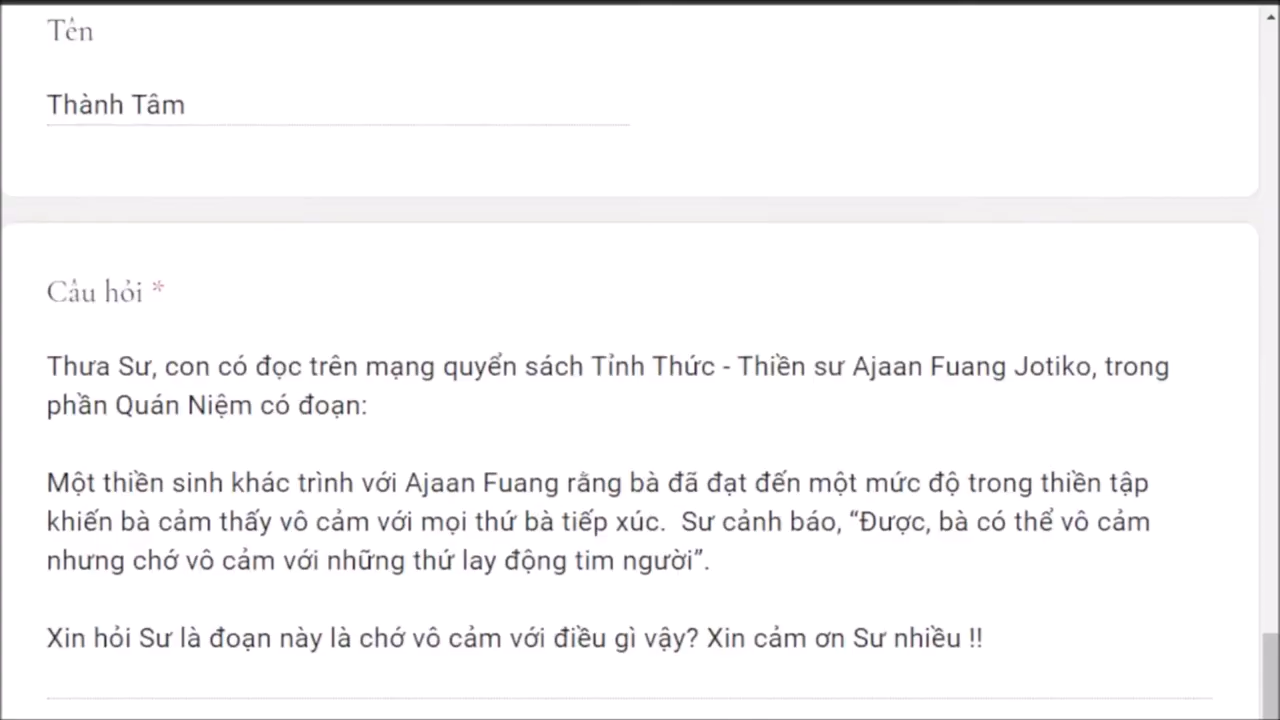 Tên
Thành Tâm
Câu hỏi *
Thưa Sư, con có đọc trên mạng quyển sách Tỉnh Thức - Thiền sư Ajaan Fuang Jotiko, trong
phần Quán Niệm có đoạn:
Một thiền sinh khác trình với Ajaan Fuang rằng bà đã đạt đến một mức độ trong thiền tập
khiến bà cảm thấy vô cảm với mọi thứ bà tiếp xúc. Sư cảnh báo, “Được, bà có thể vô cảm
nhưng chớ vô cảm với những thứ lay động tim người”.
Xin hỏi Sư là đoạn này là chớ vô cảm với điều gì vậy? Xin cảm ơn Sư nhiều !!